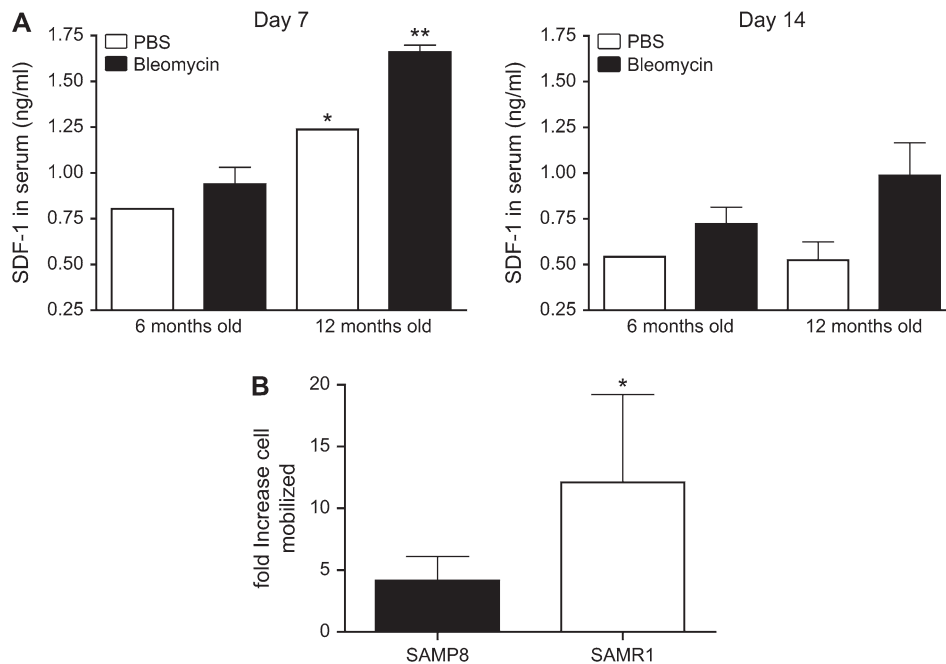 A
Day 7
SDF-1 in serum (ng/ml)
1.75
1.50
1.25
1.00
0.75
0.50
0.25
PBS
Bleomycin
*
**
6 months old
12 months old
Day 14
SDF-1 in serum (ng/ml)
1.75
1.50
1.25
1.00
0.75
0.50
0.25
PBS
Bleomycin
6 months old
12 months old
B
fold Increase cell
mobilized
20
15
10
5
0
*
SAMP8
SAMR1